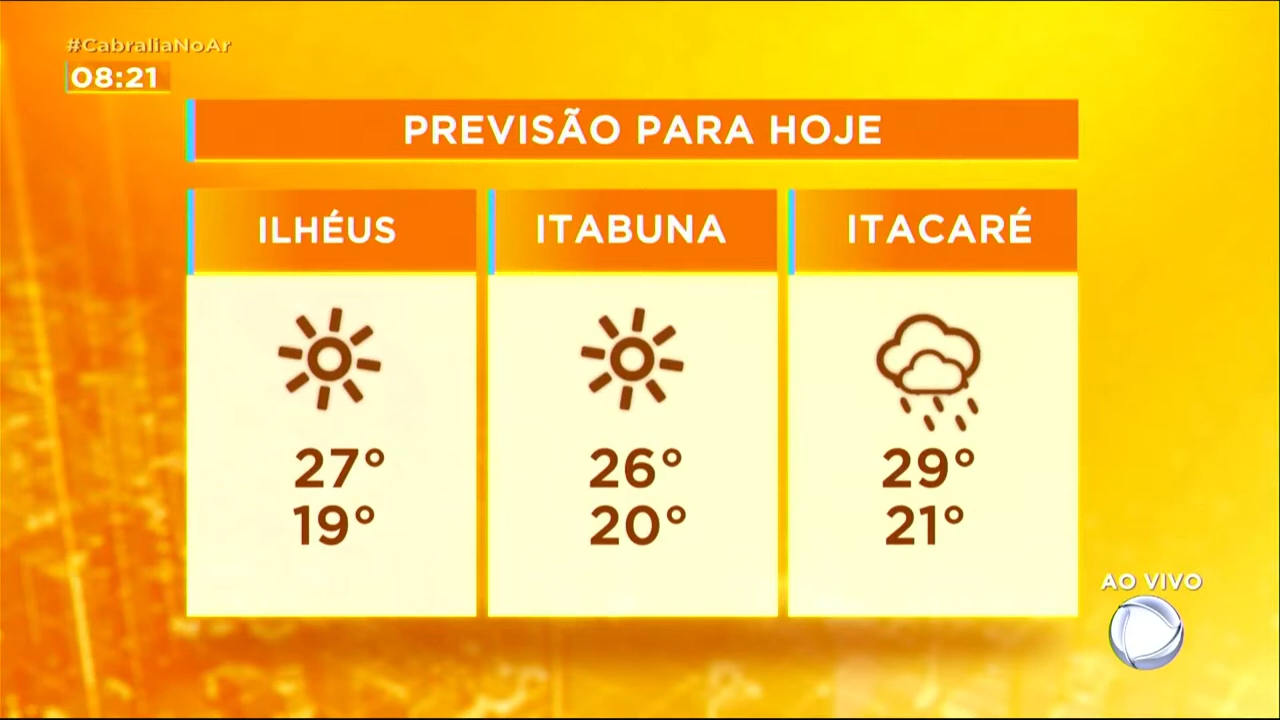 #CabraliaNoAr
08:21
PREVISÃO PARA HOJE
ILHÉUS
ITABUNA
ITACARÉ
27°
19°
26°
20°
29°
21°
AO VIVO